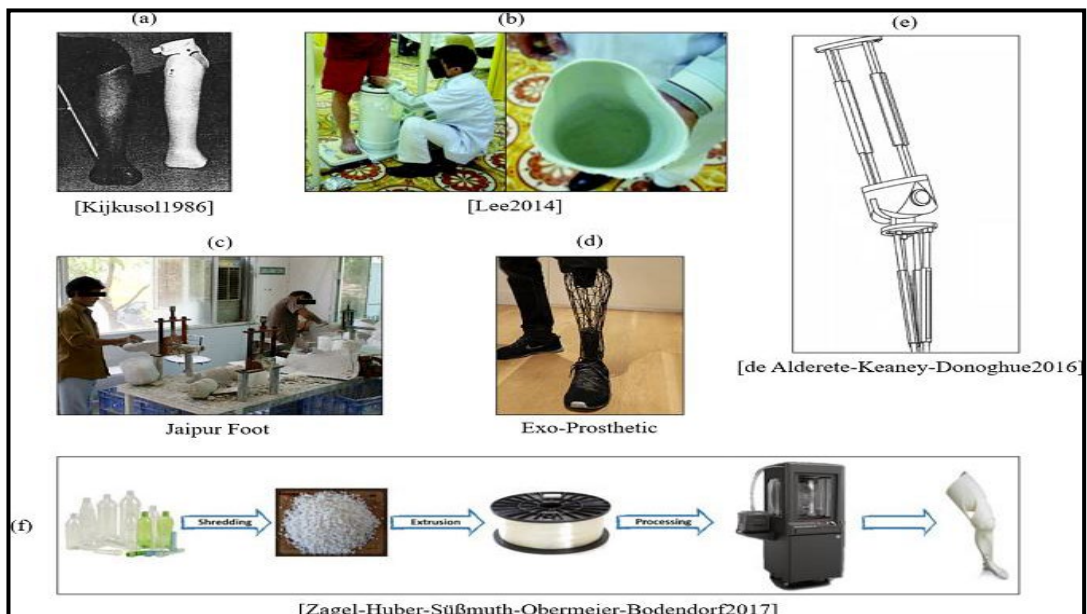 (a)
(b)
(e)
[Kijkusol1986]
[Lee2014]
(c)
(d)
[de Alderete-Keaney-Donoghue2016]
Jaipur Foot
Exo-Prosthetic
(f)
Shredding
Extrusion
Processing
[Zagel-Huber-Süßmuth-Obermeier-Bodendorf2017]